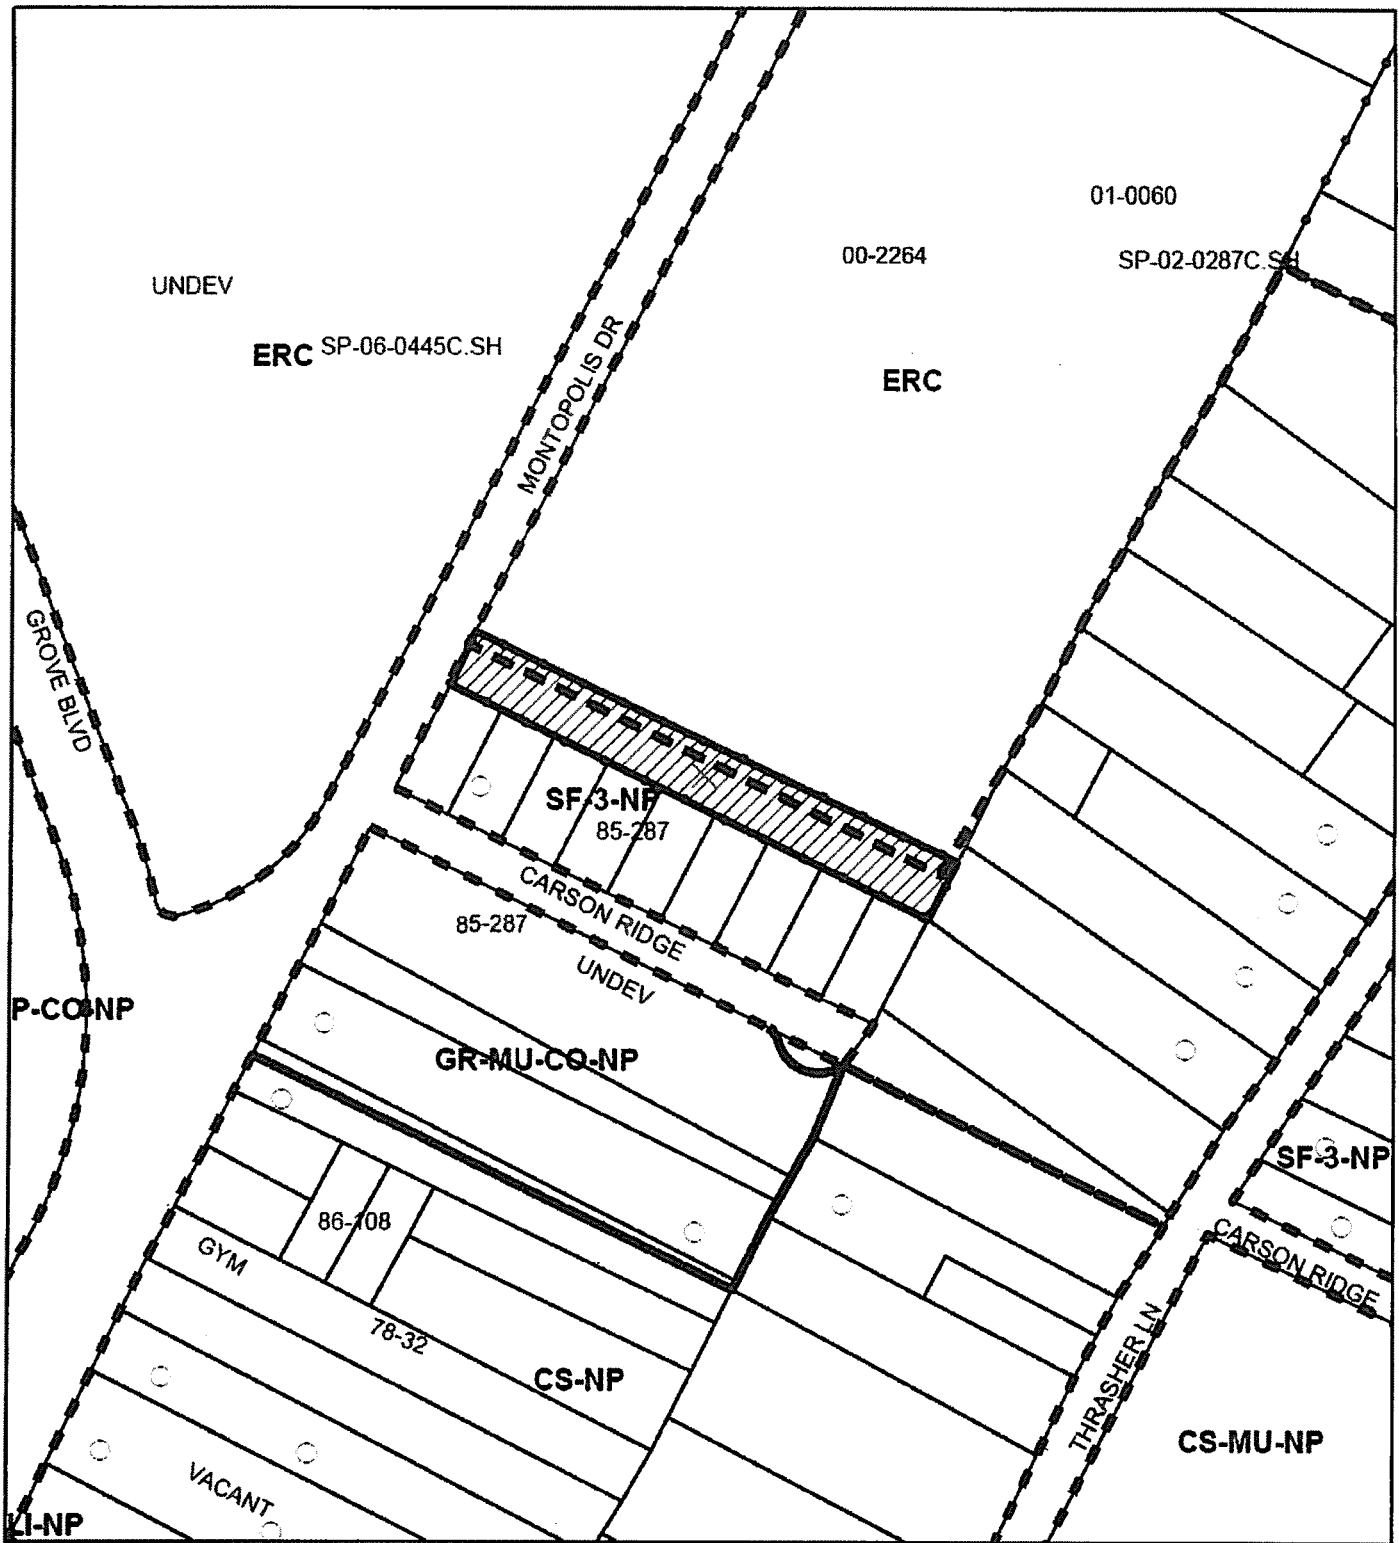 01-0060
00-2264
SP-02-0287C.SH
UNDEV
ERC SP-06-0445C.SH
MONTOPOLIS DR
ERC
GROVE BLVD
SF-3-NP
85-287
CARSON RIDGE
85-287
UNDEV
P-CO-NP
GR-MU-CO-NP
SF-3-NP
86-108
CARSON RIDGE
GYM
78-32
THRASHER LN
CS-NP
CS-MU-NP
VACANT
LI-NP